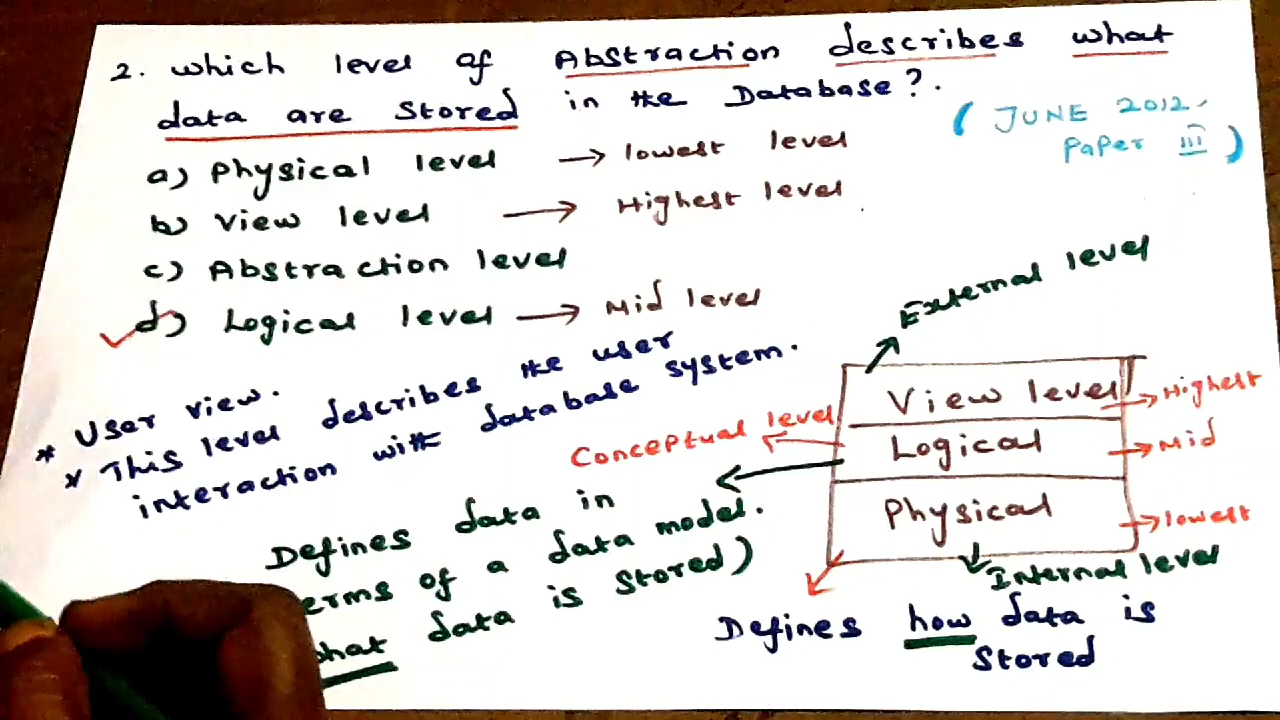 2. which level of Abstraction describes what
data are stored in the Database?.
(JUNE 2012,
Paper III)
a) Physical level → lowest level
b) View level → Highest level
c) Abstraction level
d) Logical level → Mid level
* User view.
* This level describes the user
interaction with database system.
External level
View level → Highest
Conceptual level
Logical → Mid
Physical → lowest
Internal level
Defines data in
erms of a data model.
hat data is stored)
Defines how data is
stored